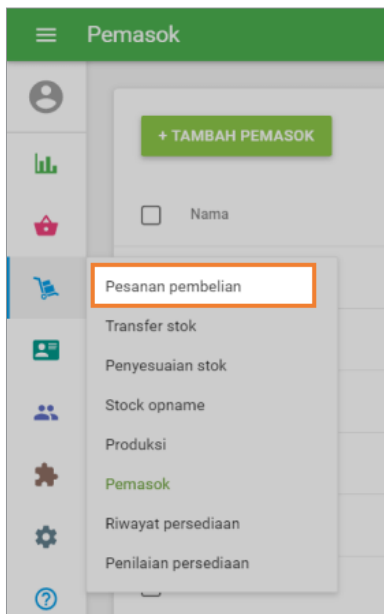 Pemasok
+ TAMBAH PEMASOK
Nama
Pesanan pembelian
Transfer stok
Penyesuaian stok
Stock opname
Produksi
Pemasok
Riwayat persediaan
Penilaian persediaan